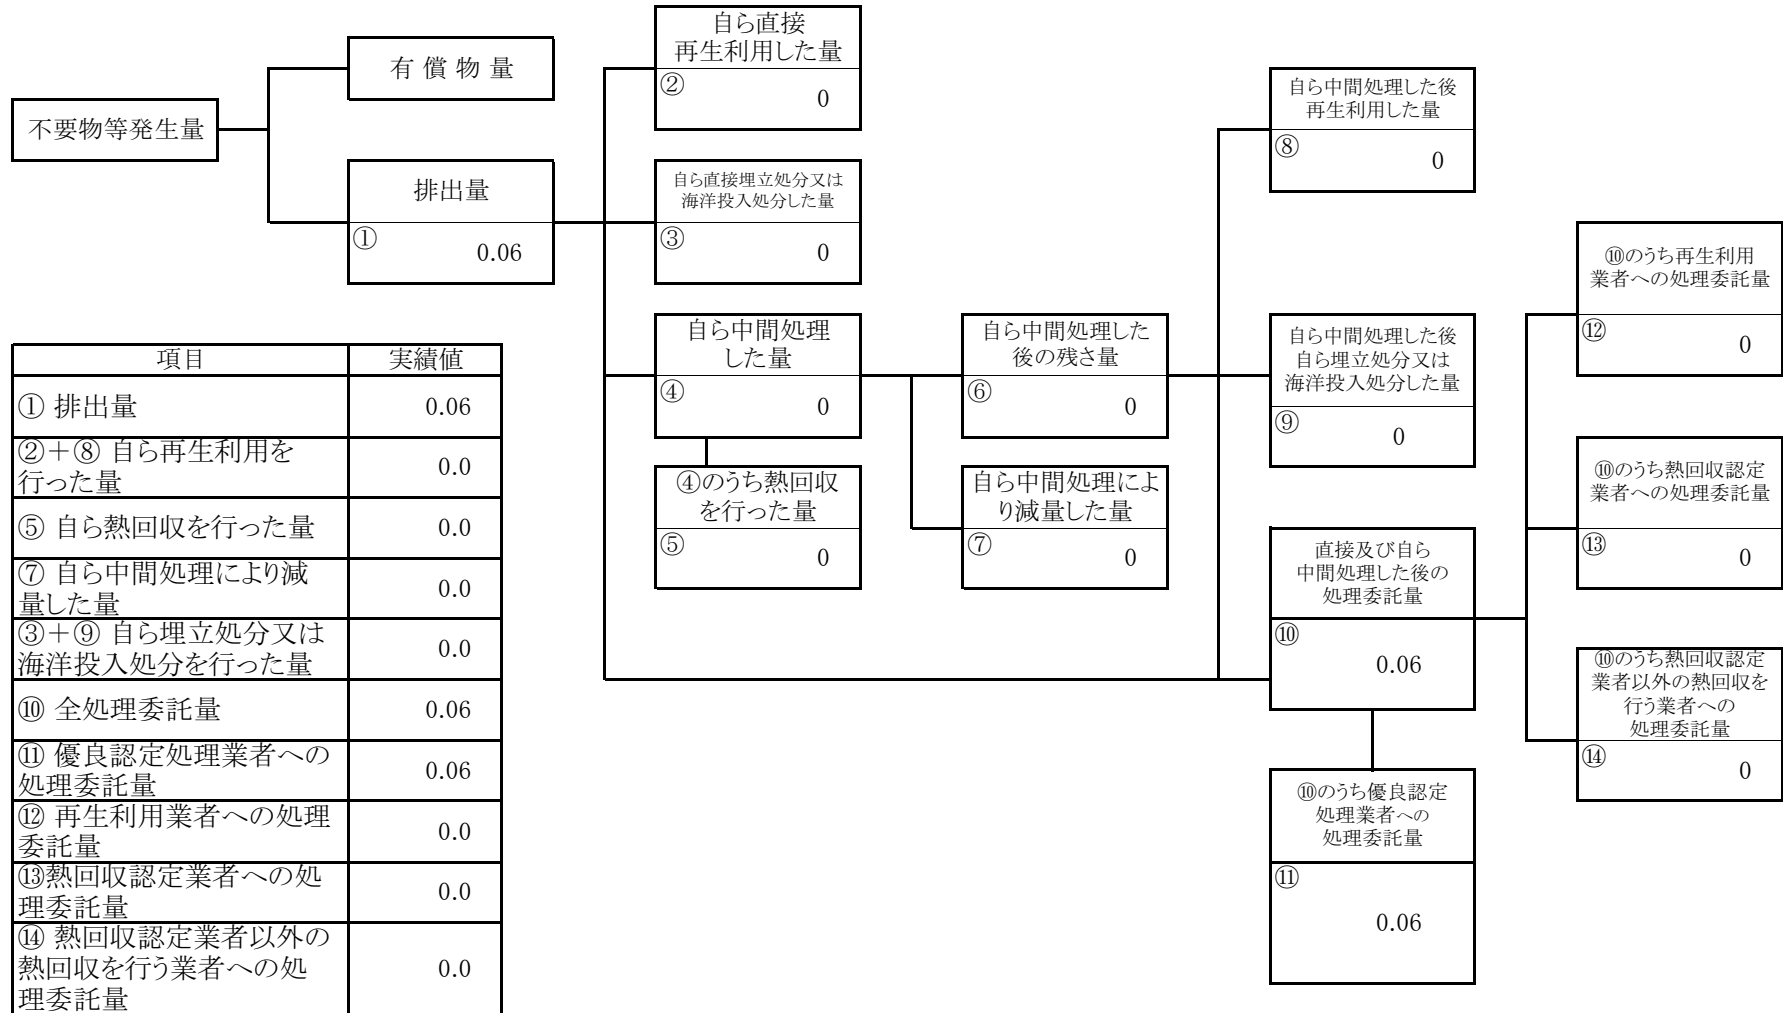 不要物等発生量
有償物量
排出量
①
0.06
自ら直接
再生利用した量
②
0
自ら直接埋立処分又は
海洋投入処分した量
③
0
自ら中間処理
した量
④
0
④のうち熱回収
を行った量
⑤
0
自ら中間処理した
後の残さ量
⑥
0
自ら中間処理によ
り減量した量
⑦
0
自ら中間処理した後
再生利用した量
⑧
0
自ら中間処理した後
自ら埋立処分又は
海洋投入処分した量
⑨
0
直接及び自ら
中間処理した後の
処理委託量
⑩
0.06
⑩のうち優良認定
処理業者への
処理委託量
⑪
0.06
⑩のうち再生利用
業者への処理委託量
⑫
0
⑩のうち熱回収認定
業者への処理委託量
⑬
0
⑩のうち熱回収認定
業者以外の熱回収を
行う業者への
処理委託量
⑭
0
項目 実績値
① 排出量 0.06
②＋⑧ 自ら再生利用を
行った量 0.0
⑤ 自ら熱回収を行った量 0.0
⑦ 自ら中間処理により減
量した量 0.0
③＋⑨ 自ら埋立処分又は
海洋投入処分を行った量 0.0
⑩ 全処理委託量 0.06
⑪ 優良認定処理業者への
処理委託量 0.06
⑫ 再生利用業者への処理
委託量 0.0
⑬熱回収認定業者への処
理委託量 0.0
⑭ 熱回収認定業者以外の
熱回収を行う業者への処
理委託量 0.0